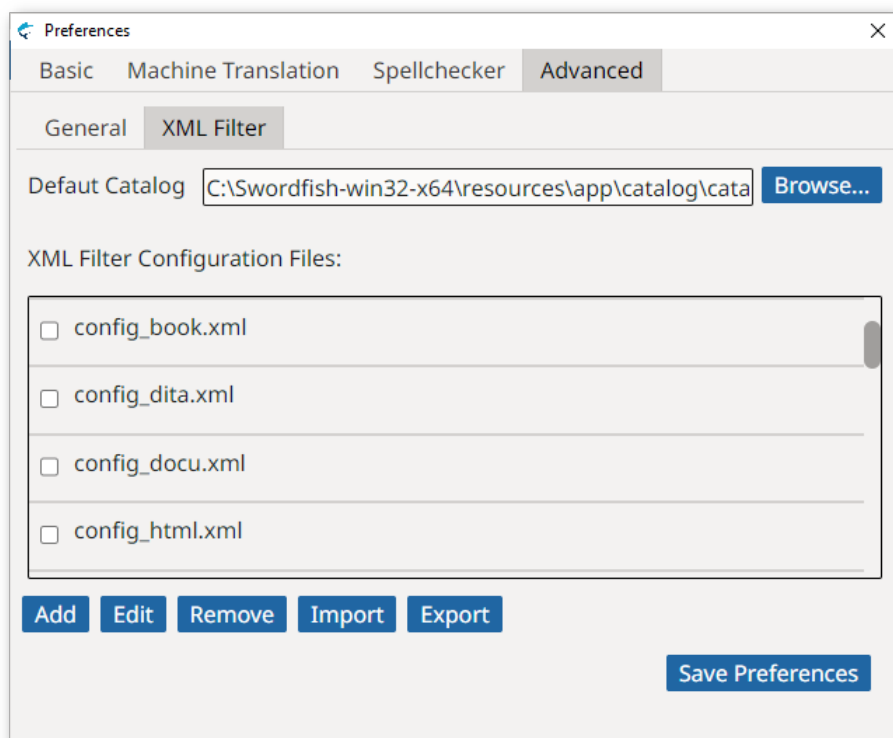 Preferences
Basic Machine Translation Spellchecker Advanced
General XML Filter
Defaut Catalog C:\Swordfish-win32-x64\resources\app\catalog\cata Browse...
XML Filter Configuration Files:
config_book.xml
config_dita.xml
config_docu.xml
config_html.xml
Add Edit Remove Import Export
Save Preferences